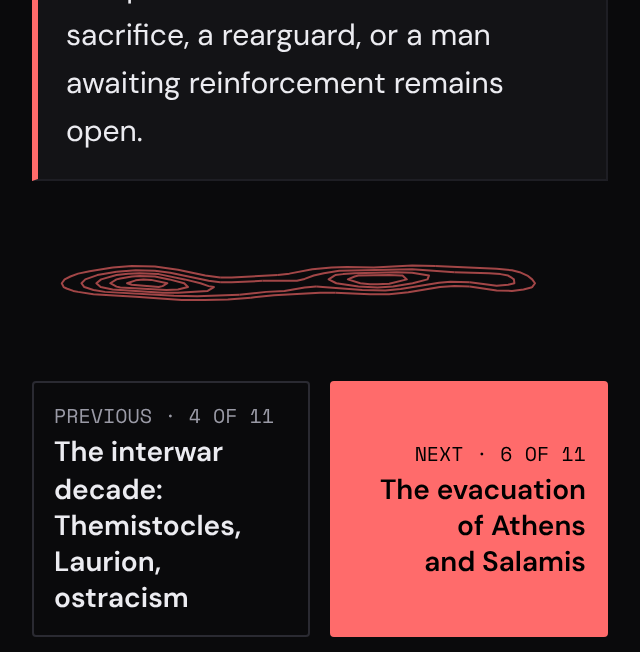 sacrifice, a rearguard, or a man
awaiting reinforcement remains
open.
PREVIOUS · 4 OF 11
The interwar
decade:
Themistocles,
Laurion,
ostracism
NEXT · 6 OF 11
The evacuation
of Athens
and Salamis